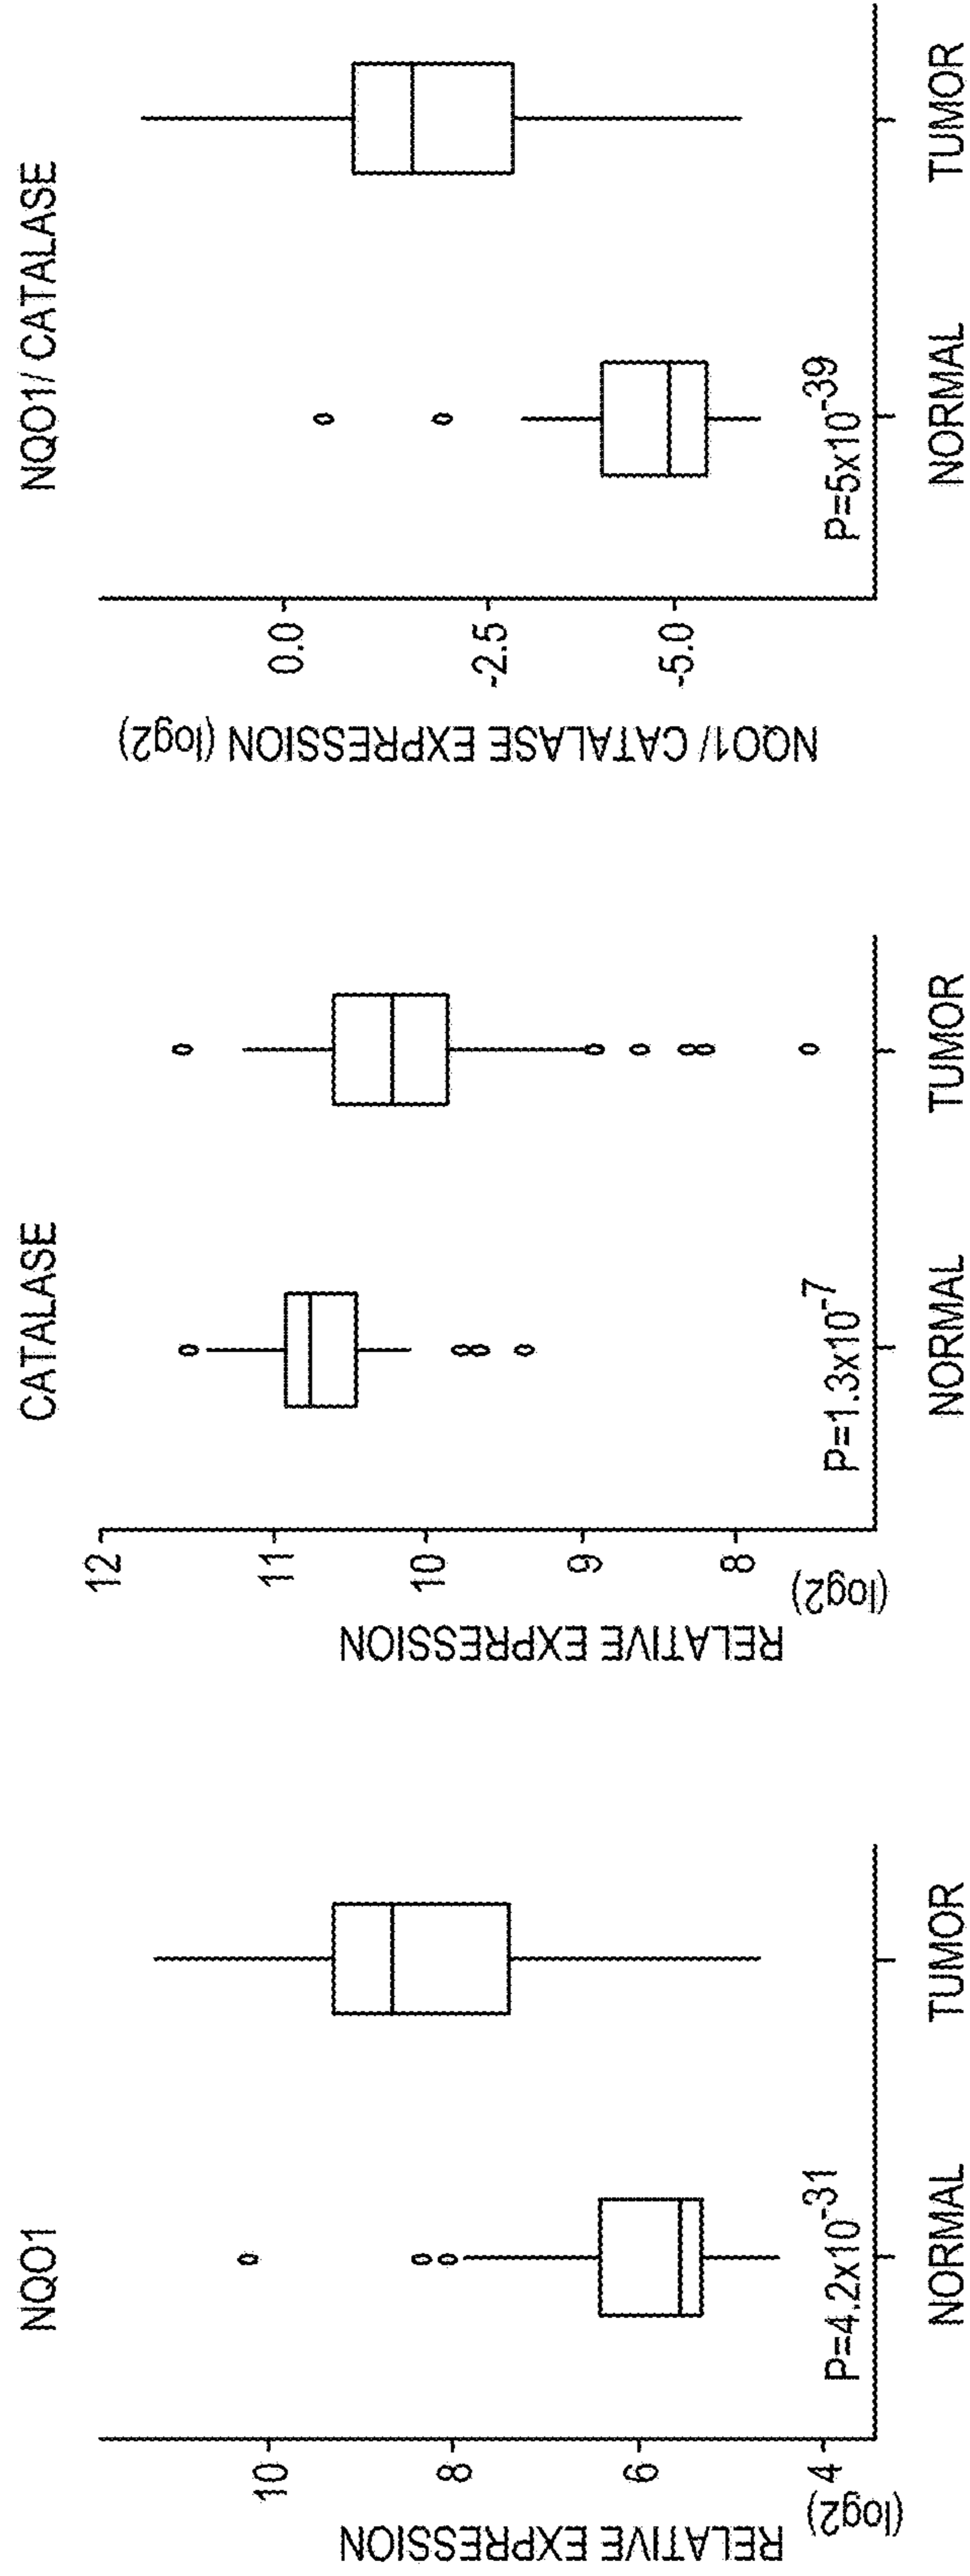 NQO1
RELATIVE EXPRESSION
(log2)
10
8
6
4
P=4.2x10-31
NORMAL
TUMOR
CATALASE
RELATIVE EXPRESSION
(log2)
12
11
10
9
8
P=1.3x10-7
NORMAL
TUMOR
NQO1/ CATALASE
NQO1/ CATALASE EXPRESSION (log2)
0.0
-2.5
-5.0
P=5x10-39
NORMAL
TUMOR